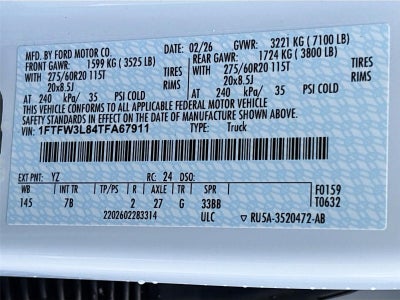 MFD. BY FORD MOTOR CO. 02/26 GVWR: 3221 KG (7100 LB)
FRONT GAWR: 1599 KG (3525 LB) REAR GAWR: 1724 KG (3800 LB)
275/60R20 115T TIRES 275/60R20 115T TIRES
20x8.5J RIMS 20x8.5J RIMS
AT 240 kPa/ 35 PSI COLD AT 240 kPa/ 35 PSI COLD
THIS VEHICLE CONFORMS TO ALL APPLICABLE FEDERAL MOTOR VEHICLE
SAFETY STANDARDS IN EFFECT ON THE DATE OF MANUFACTURE SHOWN ABOVE.
VIN: 1FTFW3L84TFA67911 TYPE: Truck
EXT PNT: YZ RC: 24 DSO:
WB INT TR TP/PS R AXLE TR SPR F0159
145 7B 2 27 G 33BB T0632
2202602283314 ULC RU5A-3520472-AB